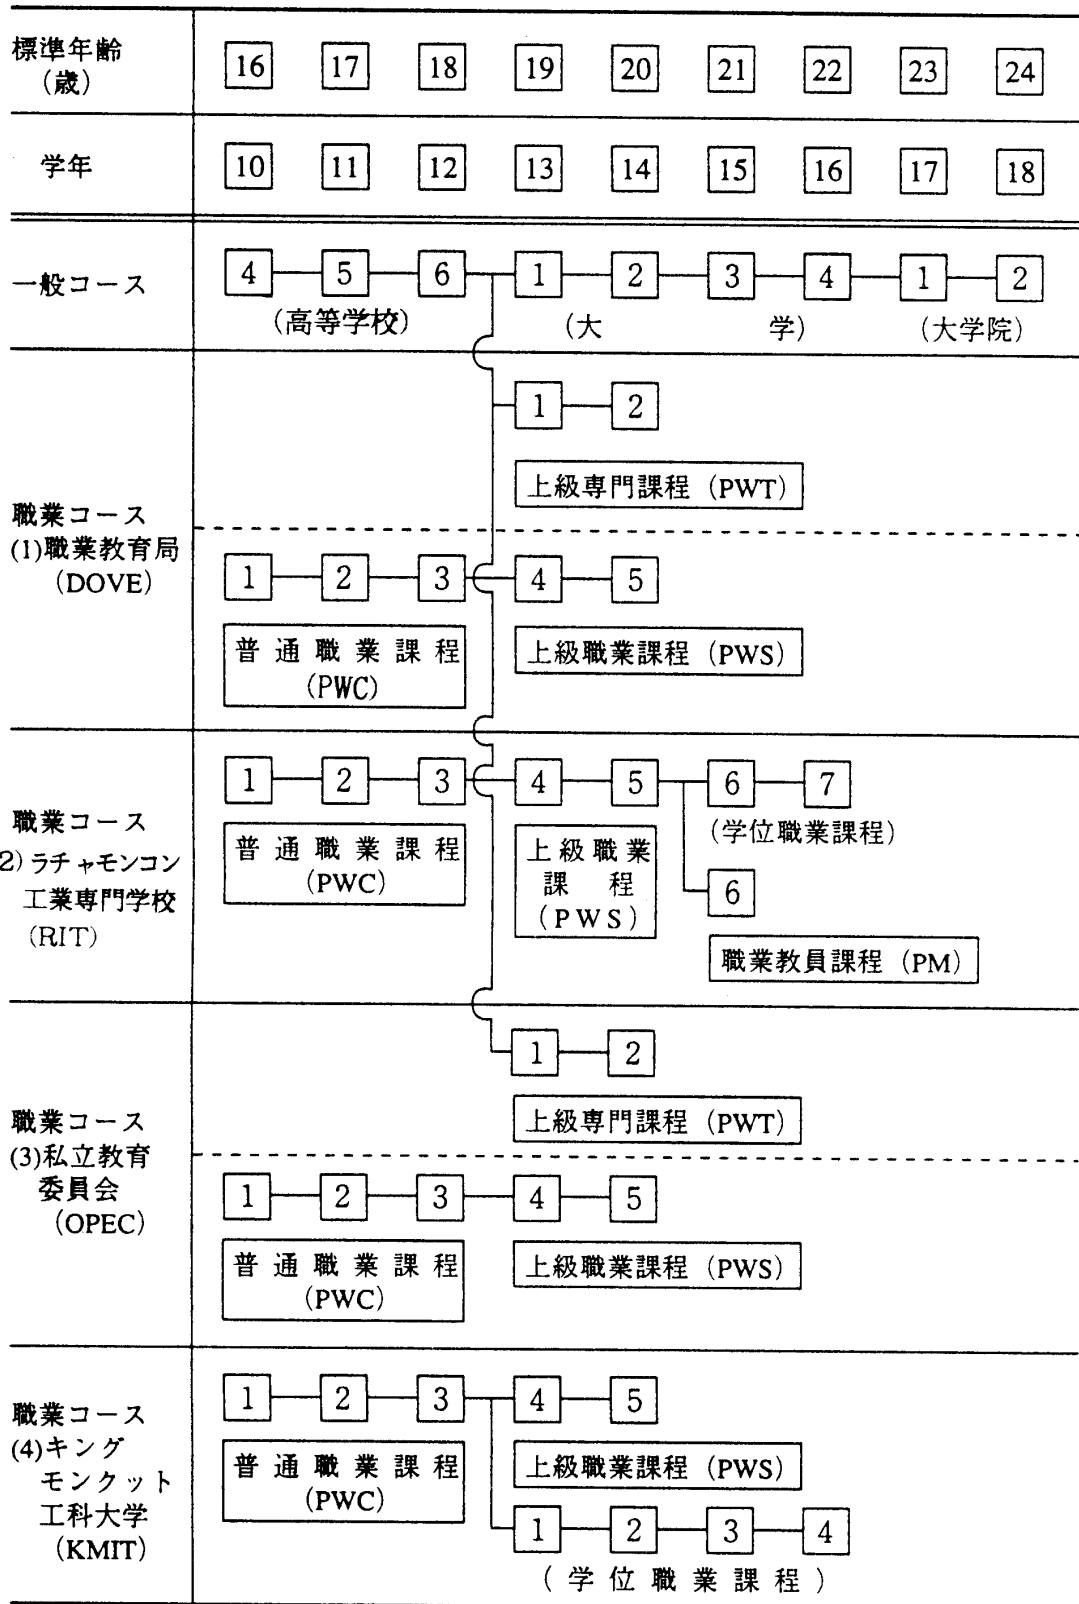 標準年齢
(歳)
16 17 18 19 20 21 22 23 24
学年
10 11 12 13 14 15 16 17 18
一般コース
4 5 6 1 2 3 4 1 2
(高等学校) (大 学) (大学院)
職業コース
(1)職業教育局
(DOVE)
1 2
上級専門課程 (PWT)
1 2 3 4 5
普通職業課程
(PWC)
上級職業課程 (PWS)
職業コース
2)ラチャモンコン
工業専門学校
(RIT)
1 2 3 4 5 6 7
普通職業課程
(PWC)
上級職業
課程
(PWS)
(学位職業課程)
6
職業教員課程 (PM)
職業コース
(3)私立教育
委員会
(OPEC)
1 2
上級専門課程 (PWT)
1 2 3 4 5
普通職業課程
(PWC)
上級職業課程 (PWS)
職業コース
(4)キング
モンクット
工科大学
(KMIT)
1 2 3 4 5
普通職業課程
(PWC)
上級職業課程 (PWS)
1 2 3 4
(学位職業課程)